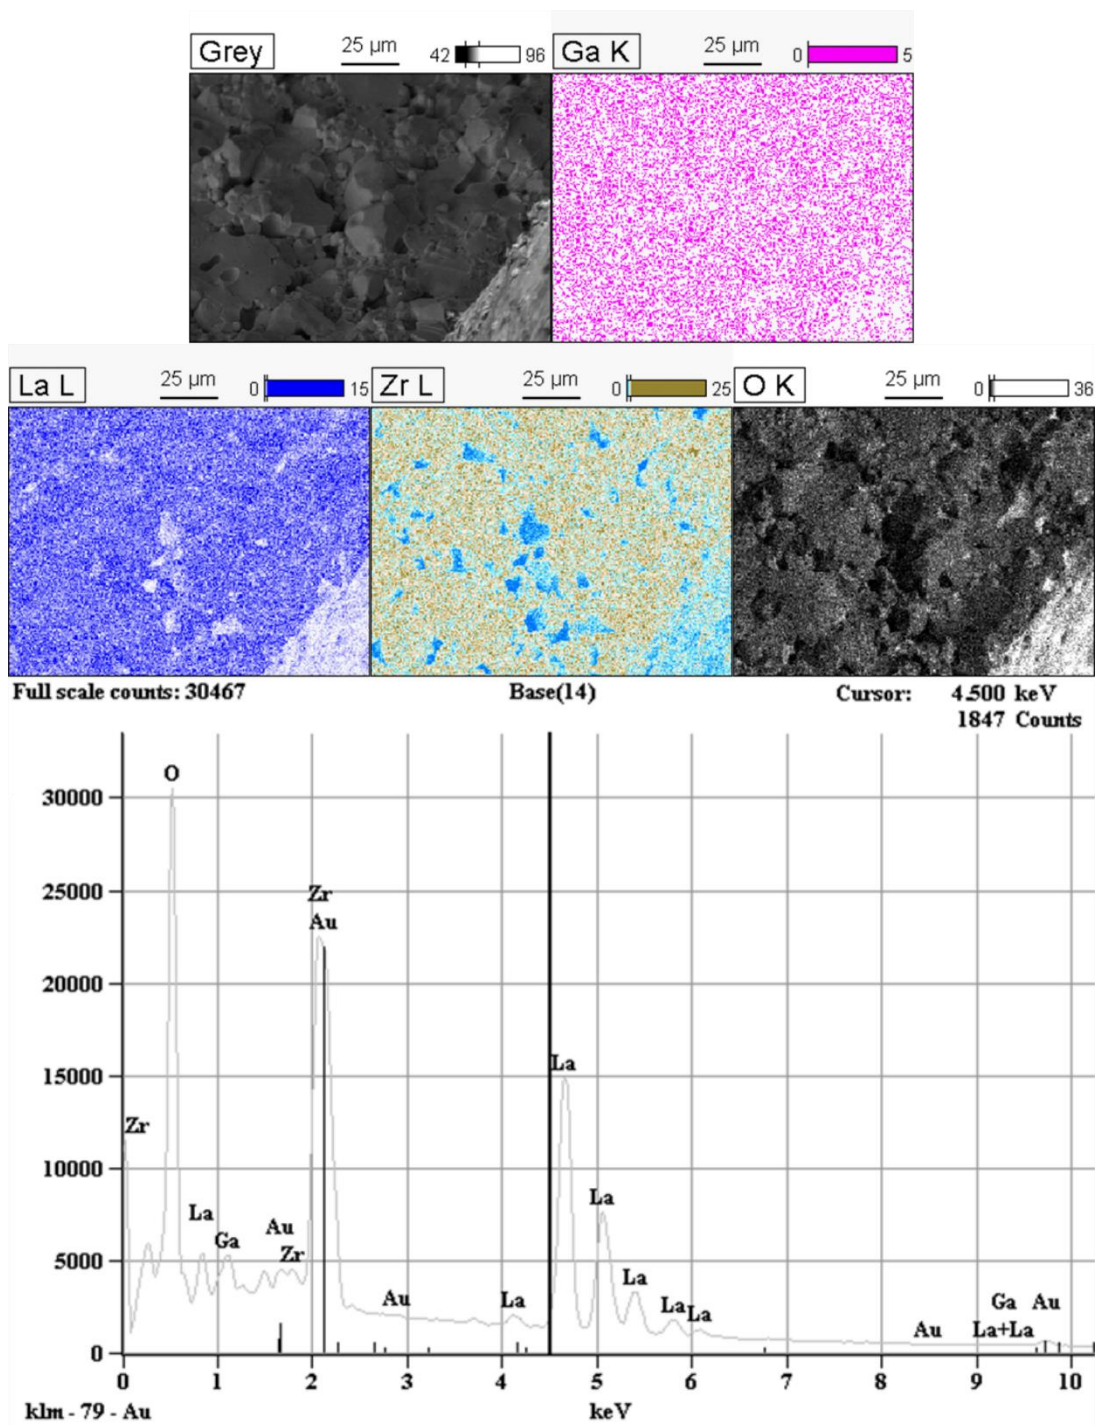 Grey 25 µm 42 96 Ga K 25 µm 0 5
La L 25 µm 0 15 Zr L 25 µm 0 25 O K 25 µm 0 36
Full scale counts: 30467 Base(14) Cursor: 4.500 keV
1847 Counts
O
30000
25000
Zr
Au
20000
15000
La
Zr
10000
La
La
Au
Ga
Zr
5000
La
Au
La
La
La
Ga Au
Au La+La
0
0 1 2 3 4 5 6 7 8 9 10
klm - 79 - Au keV